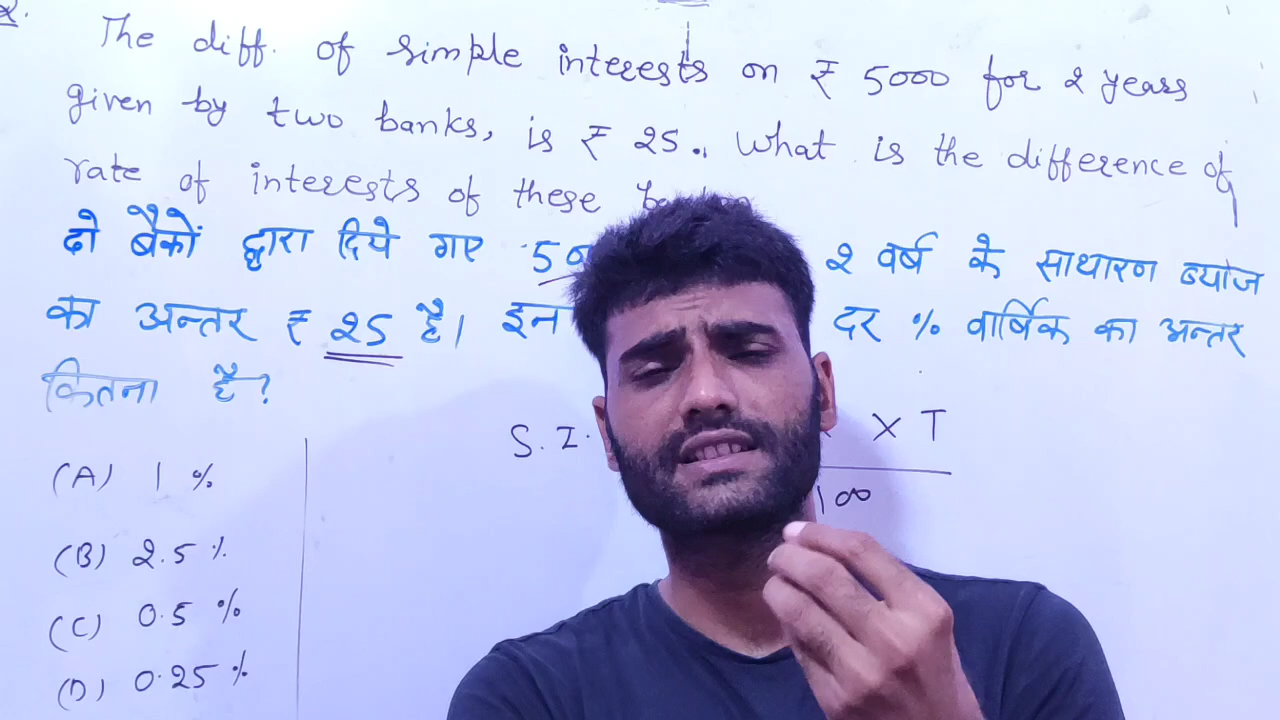 2.
The diff. of simple interests on ₹ 5000 for 2 years
given by two banks, is ₹ 25. What is the difference of
rate of interests of these
दो बैंकों द्वारा दिये गए 2 वर्ष के साधारण ब्याज
का अन्तर ₹ 25 है। इन दर % वार्षिक का अन्तर
कितना है?
S.I. X T
100
(A) 1 %
(B) 2.5 %
(C) 0.5 %
(D) 0.25 %